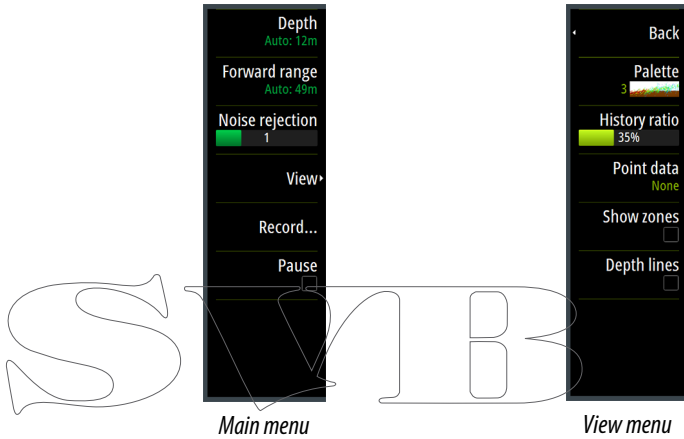 Depth
Auto: 12m
Forward range
Auto: 49m
Noise rejection
1
View
Record...
Pause
Main menu
Back
Palette
3
History ratio
35%
Point data
None
Show zones
Depth lines
View menu
SVB